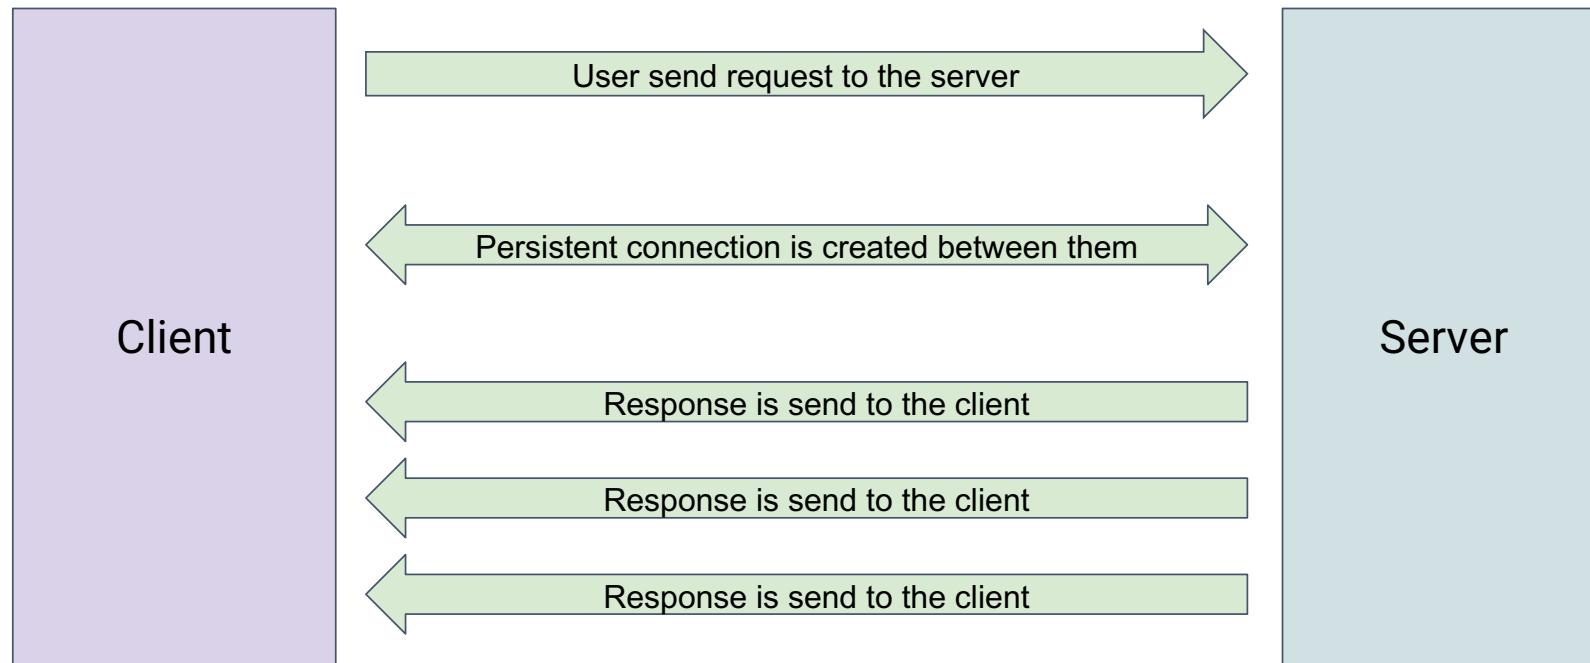 User send request to the server
Persistent connection is created between them
Client
Server
Response is send to the client
Response is send to the client
Response is send to the client